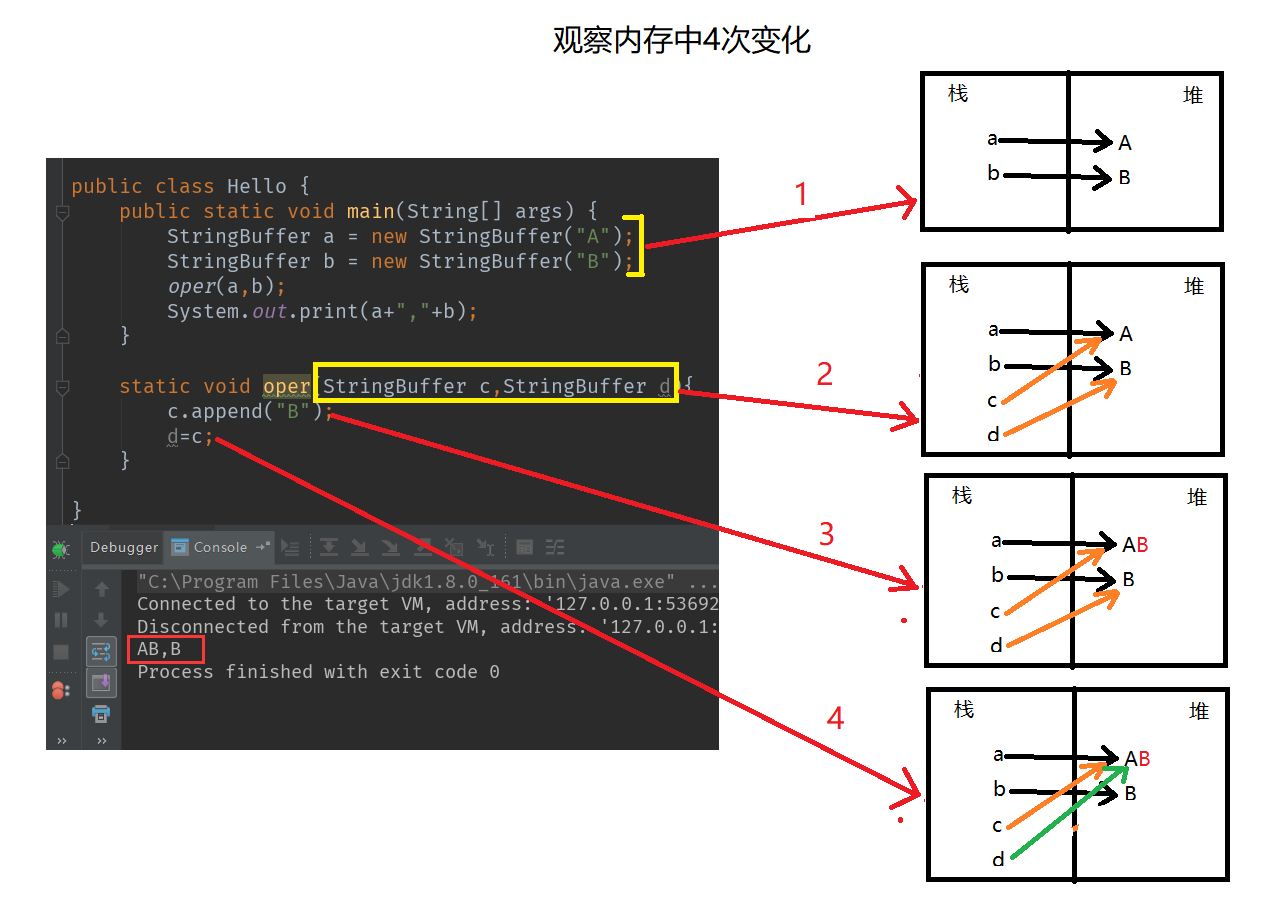 观察内存中4次变化
public class Hello {
public static void main(String[] args) {
StringBuffer a = new StringBuffer("A");
StringBuffer b = new StringBuffer("B");
oper(a,b);
System.out.print(a+","+b);
}
static void oper(StringBuffer c,StringBuffer d){
c.append("B");
d=c;
}
}
Debugger Console
"C:\Program Files\Java\jdk1.8.0_161\bin\java.exe" ...
Connected to the target VM, address: '127.0.0.1:53692
Disconnected from the target VM, address: '127.0.0.1:
AB,B
Process finished with exit code 0
1
栈 堆
a A
b B
2
栈 堆
a A
b B
c
d
3
栈 堆
a AB
b B
c
d
4
栈 堆
a AB
b B
c
d